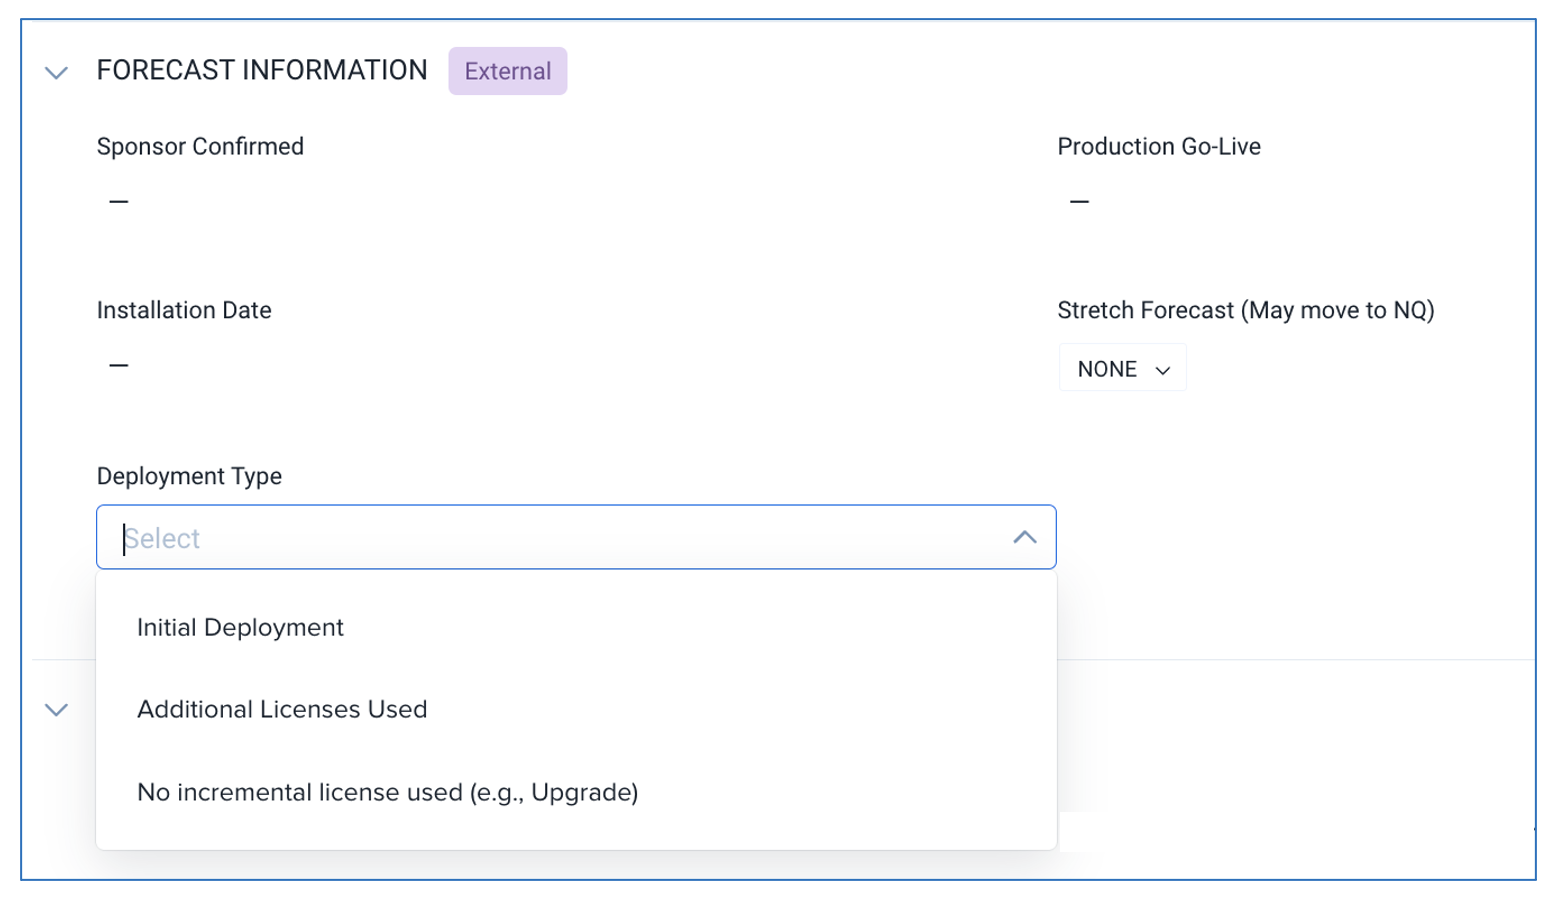 FORECAST INFORMATION External
Sponsor Confirmed
Production Go-Live
—
—
Installation Date
Stretch Forecast (May move to NQ)
—
NONE
Deployment Type
Select
Initial Deployment
Additional Licenses Used
No incremental license used (e.g., Upgrade)